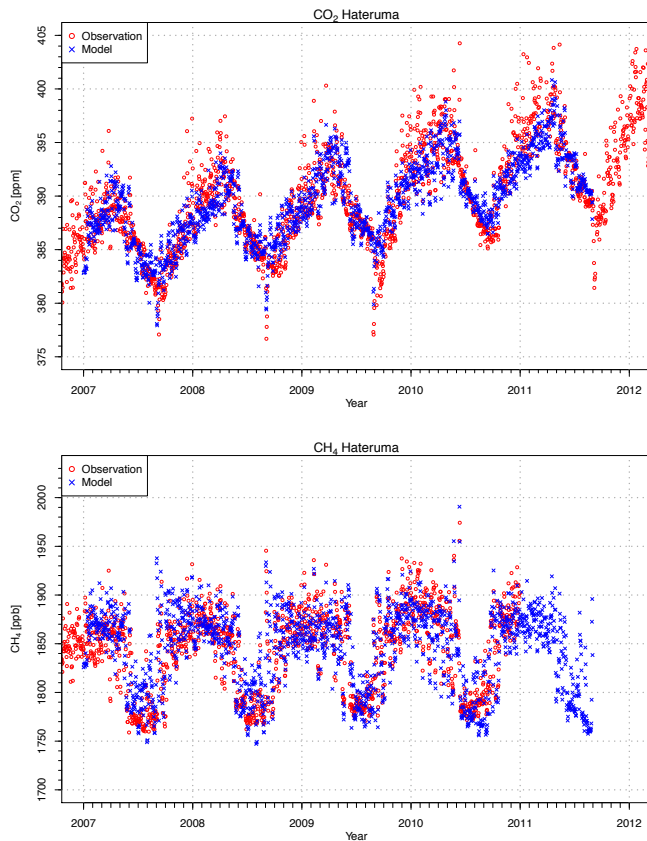 CO₂ Hateruma
Observation
Model
405
400
395
390
385
380
375
CO₂ [ppm]
2007 2008 2009 2010 2011 2012
Year
CH₄ Hateruma
Observation
Model
2000
1950
1900
1850
1800
1750
1700
CH₄ [ppb]
2007 2008 2009 2010 2011 2012
Year